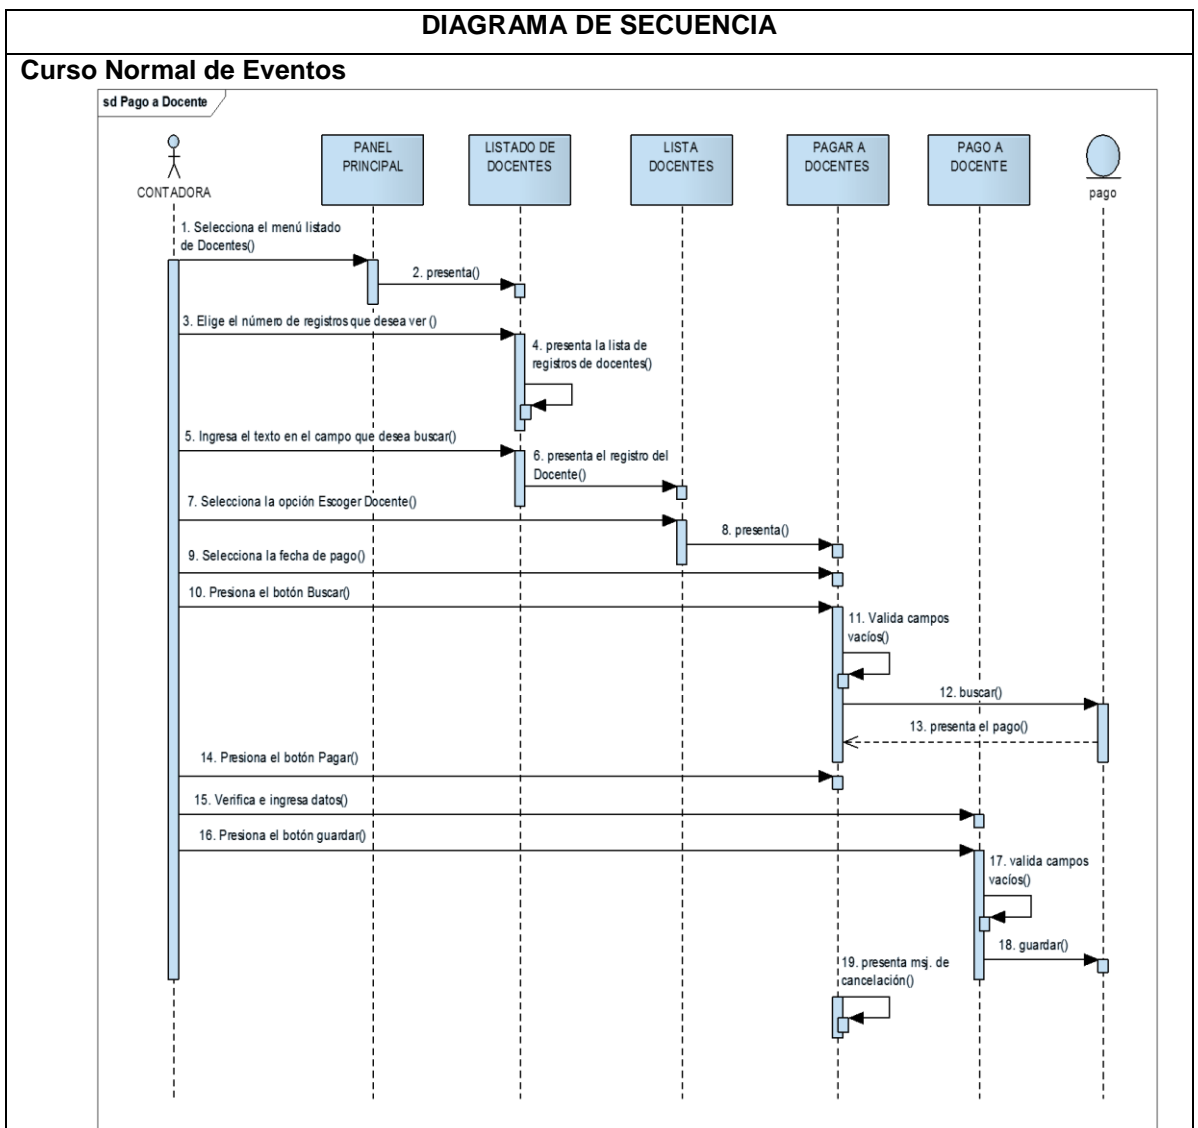 DIAGRAMA DE SECUENCIA
Curso Normal de Eventos
sd Pago a Docente
CONTADORA
PANEL
PRINCIPAL
LISTADO DE
DOCENTES
LISTA
DOCENTES
PAGAR A
DOCENTES
PAGO A
DOCENTE
pago
1. Selecciona el menú listado
de Docentes()
2. presenta()
3. Elige el número de registros que desea ver ()
4. presenta la lista de
registros de docentes()
5. Ingresa el texto en el campo que desea buscar()
6. presenta el registro del
Docente()
7. Selecciona la opción Escoger Docente()
8. presenta()
9. Selecciona la fecha de pago()
10. Presiona el botón Buscar()
11. Valida campos
vacíos()
12. buscar()
13. presenta el pago()
14. Presiona el botón Pagar()
15. Verifica e ingresa datos()
16. Presiona el botón guardar()
17. valida campos
vacíos()
18. guardar()
19. presenta msj. de
cancelación()